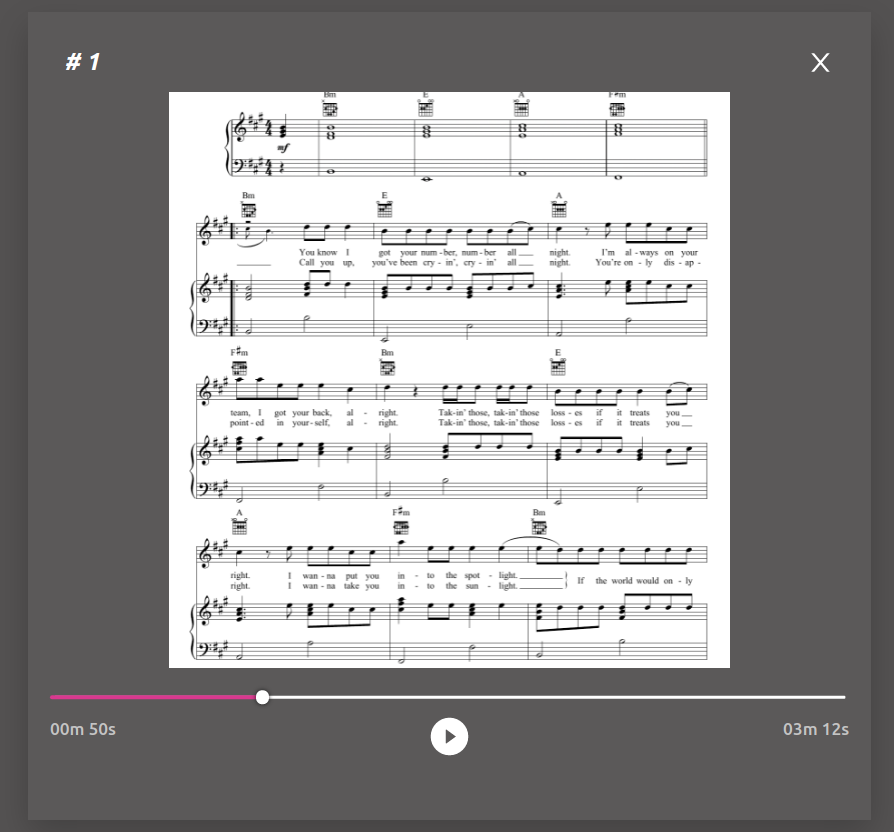 # 1
X
Bm E A F#m
mf
Bm E A
You know I got your num - ber, num - ber all ___ night. I'm al - ways on your
___ Call you up, you've been cry - in', cry - in' all ___ night. You're on - ly dis - ap -
F#m Bm E
team, I got your back, al - right. Tak - in' those, tak - in' those loss - es if it treats you ___
point - ed in your - self, al - right. Tak - in' those, tak - in' those loss - es if it treats you ___
A F#m Bm
right. I wan - na put you in - to the spot - light. ___
right. I wan - na take you in - to the sun - light. ___ If the world would on - ly
00m 50s 03m 12s